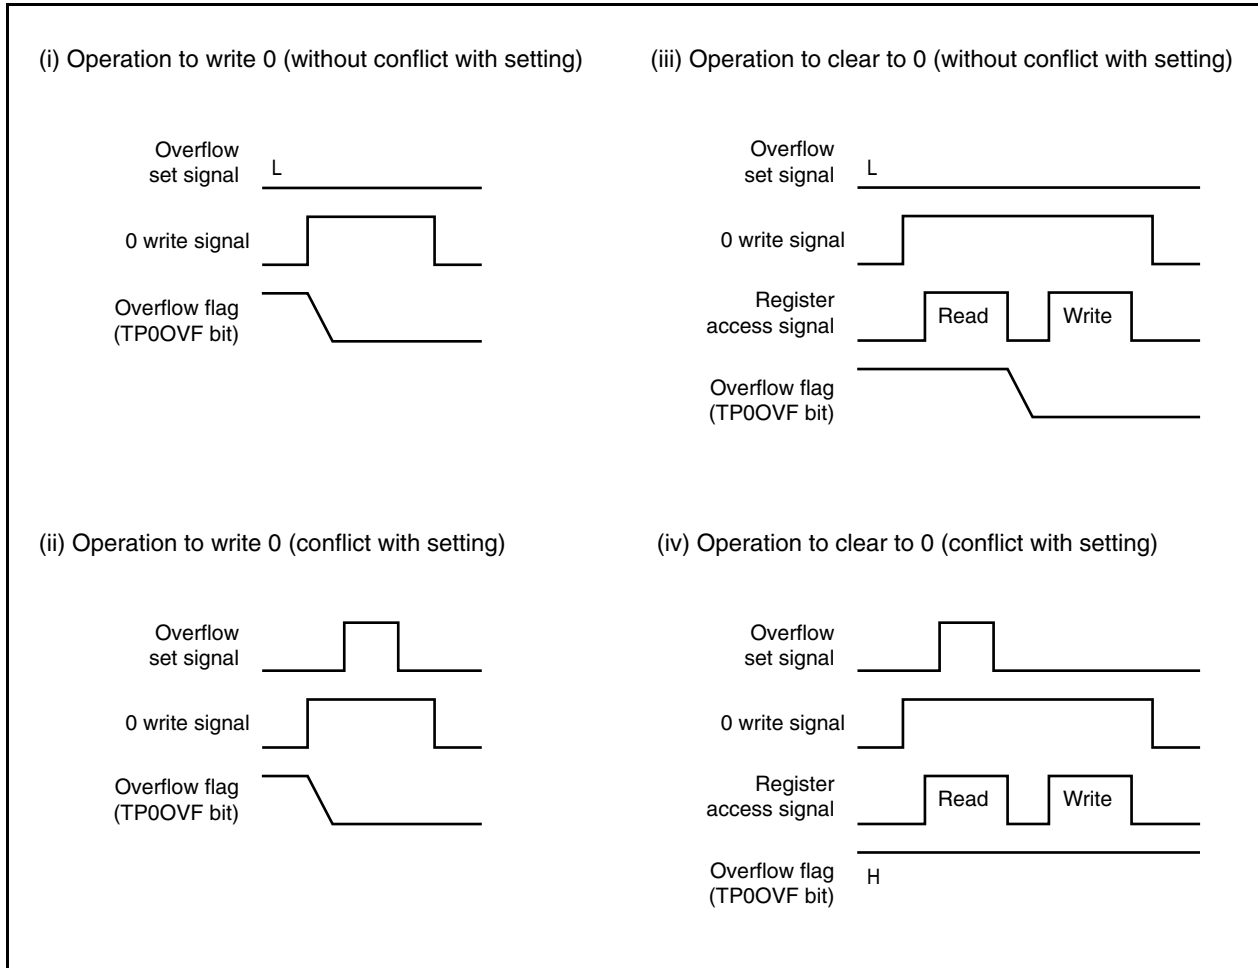 (i) Operation to write 0 (without conflict with setting)
Overflow
set signal
L
0 write signal
Overflow flag
(TP0OVF bit)
(iii) Operation to clear to 0 (without conflict with setting)
Overflow
set signal
L
0 write signal
Register
access signal
Read
Write
Overflow flag
(TP0OVF bit)
(ii) Operation to write 0 (conflict with setting)
Overflow
set signal
0 write signal
Overflow flag
(TP0OVF bit)
(iv) Operation to clear to 0 (conflict with setting)
Overflow
set signal
0 write signal
Register
access signal
Read
Write
Overflow flag
(TP0OVF bit)
H